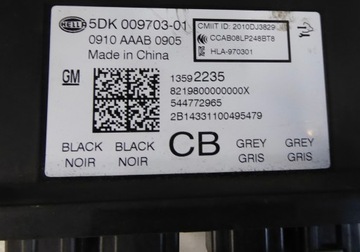 HELLA
5DK 009703-01
0910 AAAB 0905
Made in China
CMIIT ID: 2010DJ3829
CCAB08LP2485T8
HLA-970301
GM
13592235
8219800000000X
544772965
2B14331100495479
BLACK
NOIR
BLACK
NOIR
CB
GREY
GRIS
GREY
GRIS